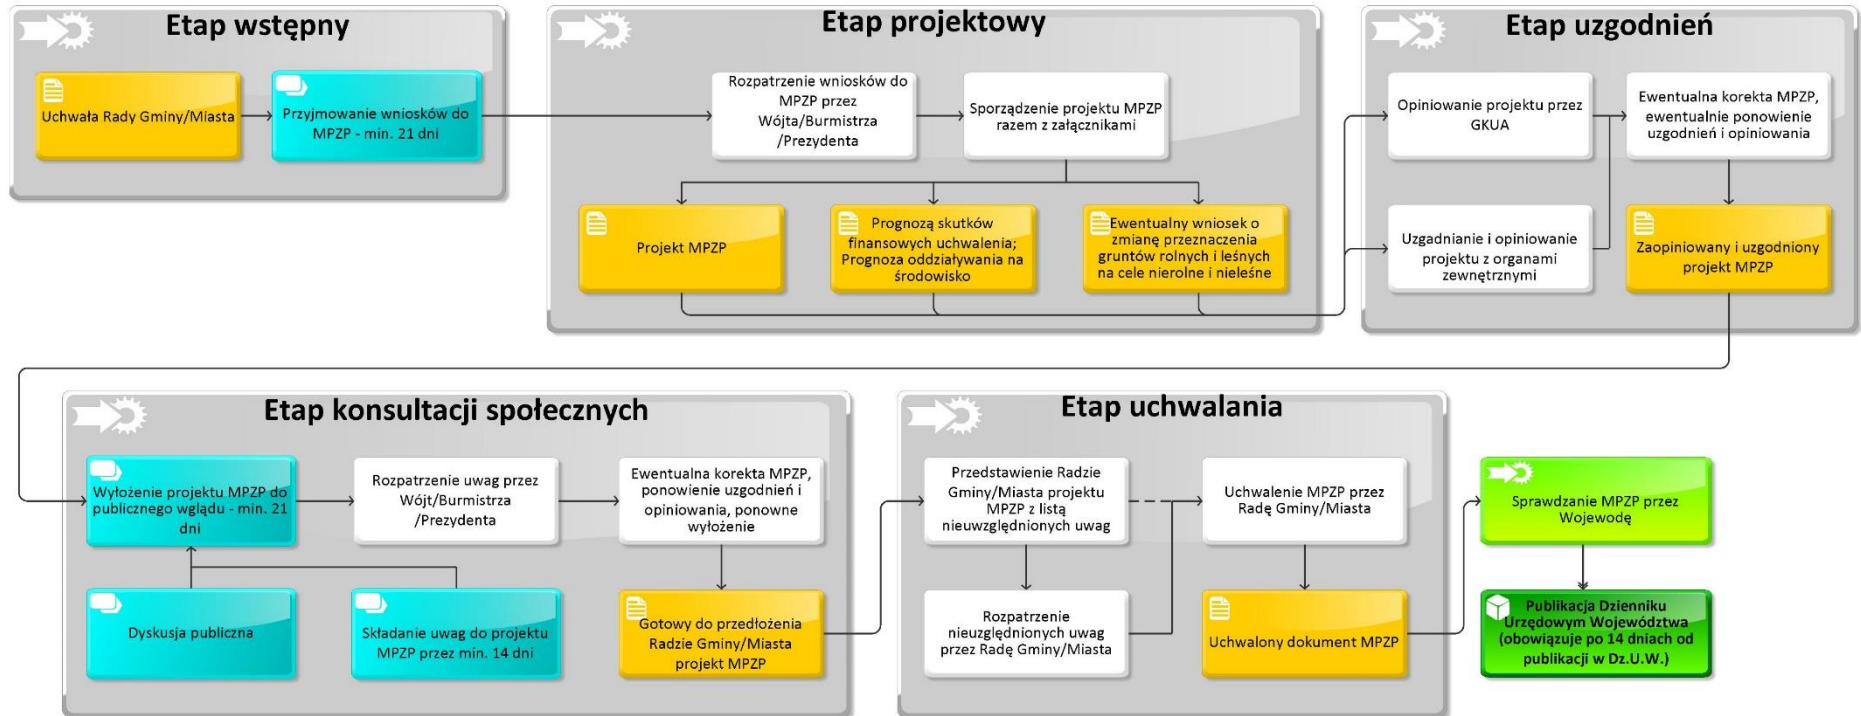 Etap wstępny
Uchwała Rady Gminy/Miasta
Przyjmowanie wniosków do
MPZP - min. 21 dni
Etap projektowy
Rozpatrzenie wniosków do
MPZP przez
Wójta/Burmistrza
/Prezydenta
Sporządzenie projektu MPZP
razem z załącznikami
Projekt MPZP
Prognozą skutków
finansowych uchwalenia;
Prognoza oddziaływania na
środowisko
Ewentualny wniosek o
zmianę przeznaczenia
gruntów rolnych i leśnych
na cele nierolne i nieleśne
Etap uzgodnień
Opiniowanie projektu przez
GKUA
Ewentualna korekta MPZP,
ewentualnie ponowienie
uzgodnień i opiniowania
Uzgadnianie i opiniowanie
projektu z organami
zewnętrznymi
Zaopiniowany i uzgodniony
projekt MPZP
Etap konsultacji społecznych
Wyłożenie projektu MPZP do
publicznego wglądu - min. 21
dni
Rozpatrzenie uwag przez
Wójt/Burmistrza
/Prezydenta
Ewentualna korekta MPZP,
ponowienie uzgodnień i
opiniowania, ponowne
wyłożenie
Dyskusja publiczna
Składanie uwag do projektu
MPZP przez min. 14 dni
Gotowy do przedłożenia
Radzie Gminy/Miasta
projekt MPZP
Etap uchwalania
Przedstawienie Radzie
Gminy/Miasta projektu
MPZP z listą
nieuwzględnionych uwag
Uchwalenie MPZP przez
Radę Gminy/Miasta
Rozpatrzenie
nieuzględnionych uwag
przez Radę Gminy/Miasta
Uchwalony dokument MPZP
Sprawdzanie MPZP przez
Wojewodę
Publikacja Dzienniku
Urzędowym Województwa
(obowiązuje po 14 dniach od
publikacji w Dz.U.W.)